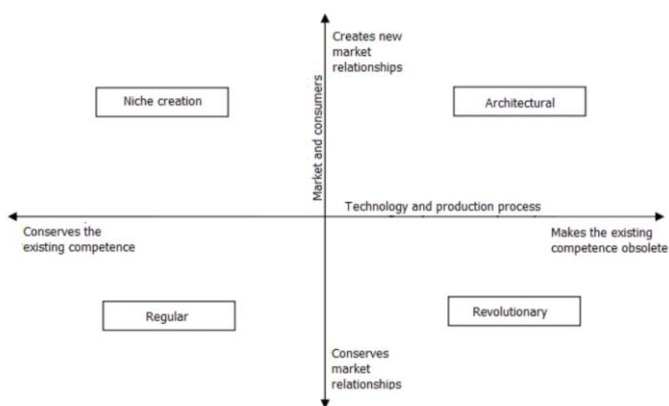 Creates new
market
relationships
Niche creation
Architectural
Market and consumers
Technology and production process
Conserves the
existing competence
Makes the existing
competence obsolete
Regular
Revolutionary
Conserves
market
relationships